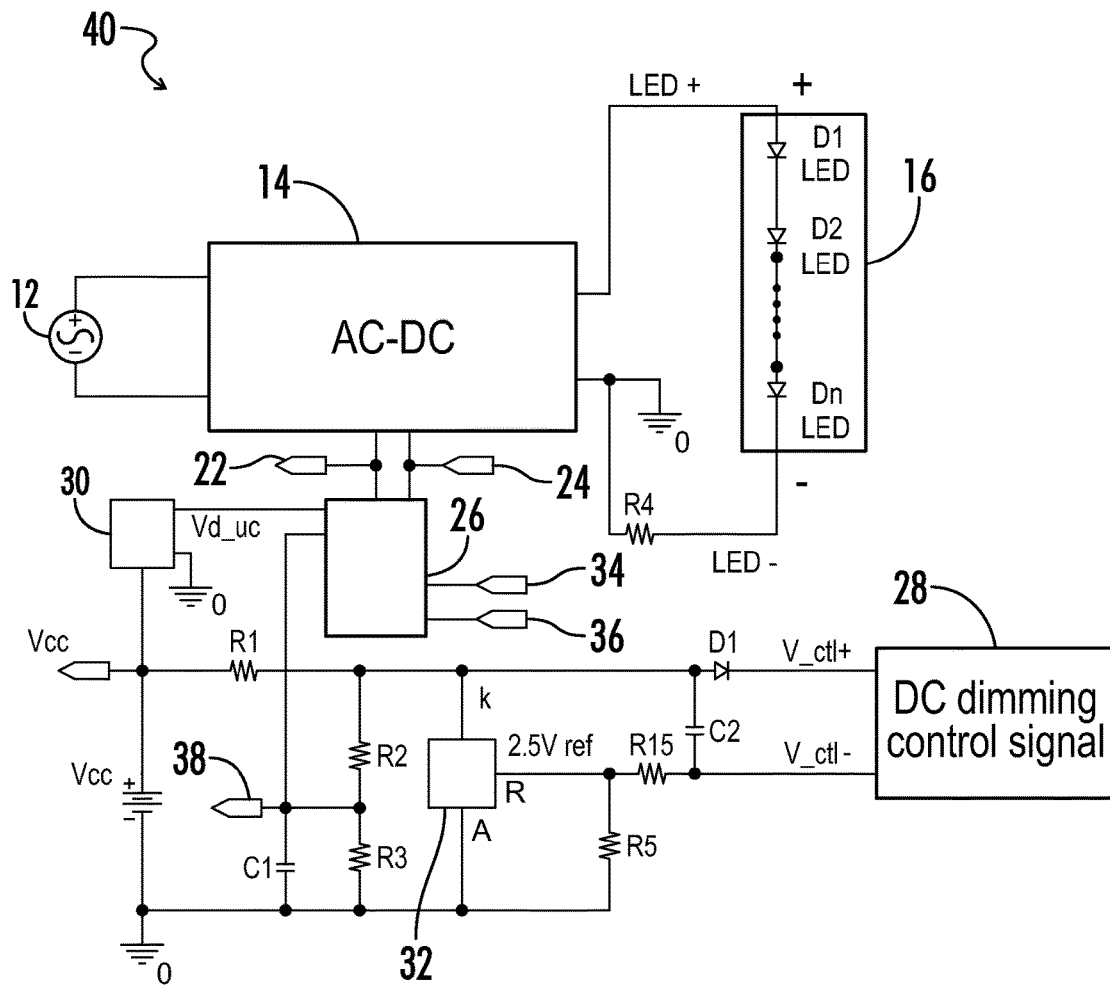 40
LED +
+
D1
LED
14
16
D2
LED
12
+
-
AC-DC
Dn
LED
0
22
24
-
30
R4
26
Vd_uc
LED -
34
0
28
36
Vcc
R1
D1
V_ctl+
DC dimming
control signal
k
C2
2.5V ref
R15
V_ctl -
R2
Vcc
+
-
38
R
A
C1
R3
R5
32
0